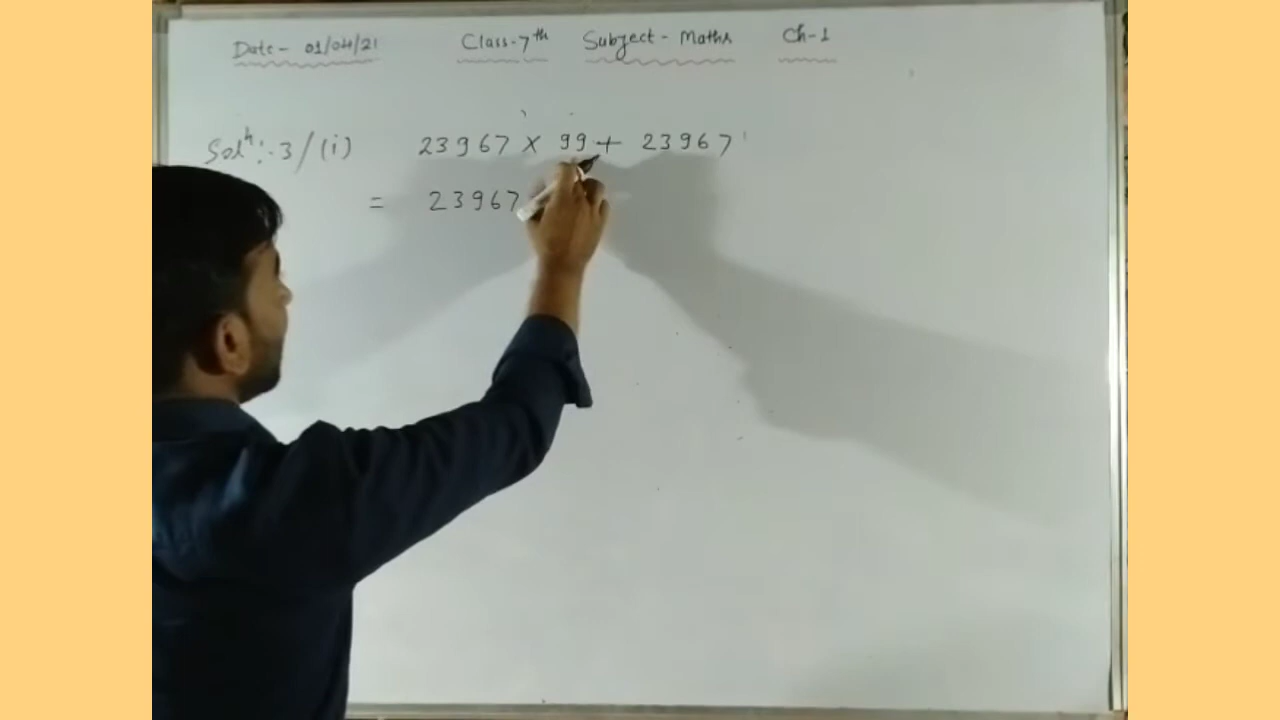 Date- 01/04/21 Class-7th Subject- Maths Ch-1
Solⁿ:-3/(i) 23967 × 99 + 23967
= 23967